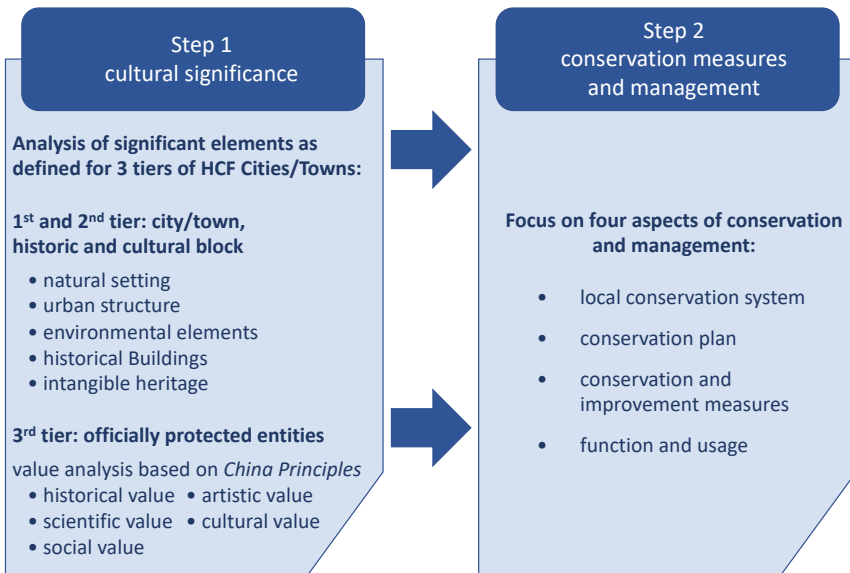 Step 1
cultural significance
Analysis of significant elements as
defined for 3 tiers of HCF Cities/Towns:
1st and 2nd tier: city/town,
historic and cultural block
• natural setting
• urban structure
• environmental elements
• historical Buildings
• intangible heritage
3rd tier: officially protected entities
value analysis based on China Principles
• historical value • artistic value
• scientific value • cultural value
• social value
Step 2
conservation measures
and management
Focus on four aspects of conservation
and management:
• local conservation system
• conservation plan
• conservation and
improvement measures
• function and usage